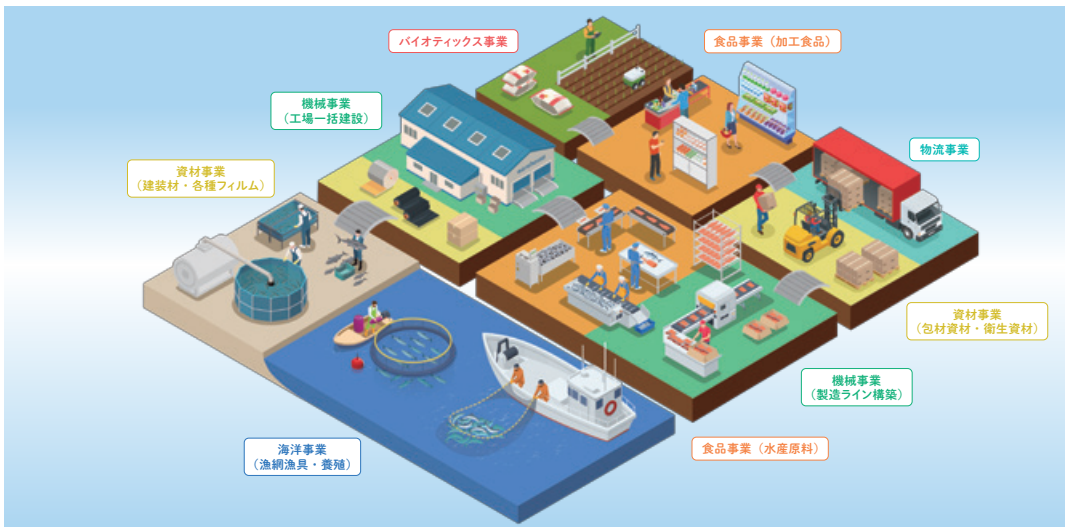 バイオティックス事業
食品事業（加工食品）
機械事業
（工場一括建設）
物流事業
資材事業
（建装材・各種フィルム）
資材事業
（包材資材・衛生資材）
機械事業
（製造ライン構築）
海洋事業
（漁網漁具・養殖）
食品事業（水産原料）